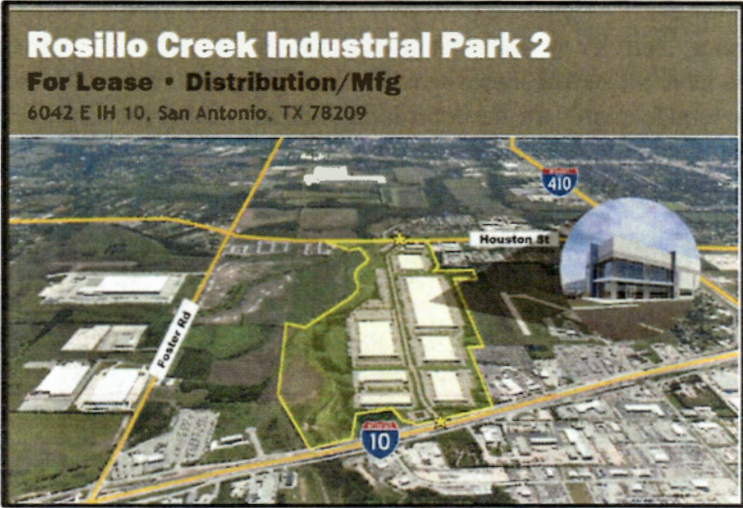 Rosillo Creek Industrial Park 2
For Lease • Distribution/Mfg
6042 E IH 10, San Antonio, TX 78209
410
Houston St
Foster Rd
10